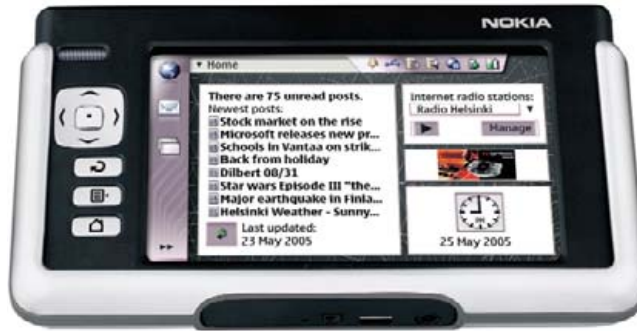 NOKIA
Home
There are 75 unread posts.
Newest posts:
Stock market on the rise
Microsoft releases new pr...
Schools in Vantaa on strik...
Back from holiday
Dilbert 08/31
Star wars Episode III "the...
Major earthquake in Finla...
Helsinki Weather - Sunny...
Last updated:
23 May 2005
Internet radio stations:
Radio Helsinki
Manage
PM
25 May 2005